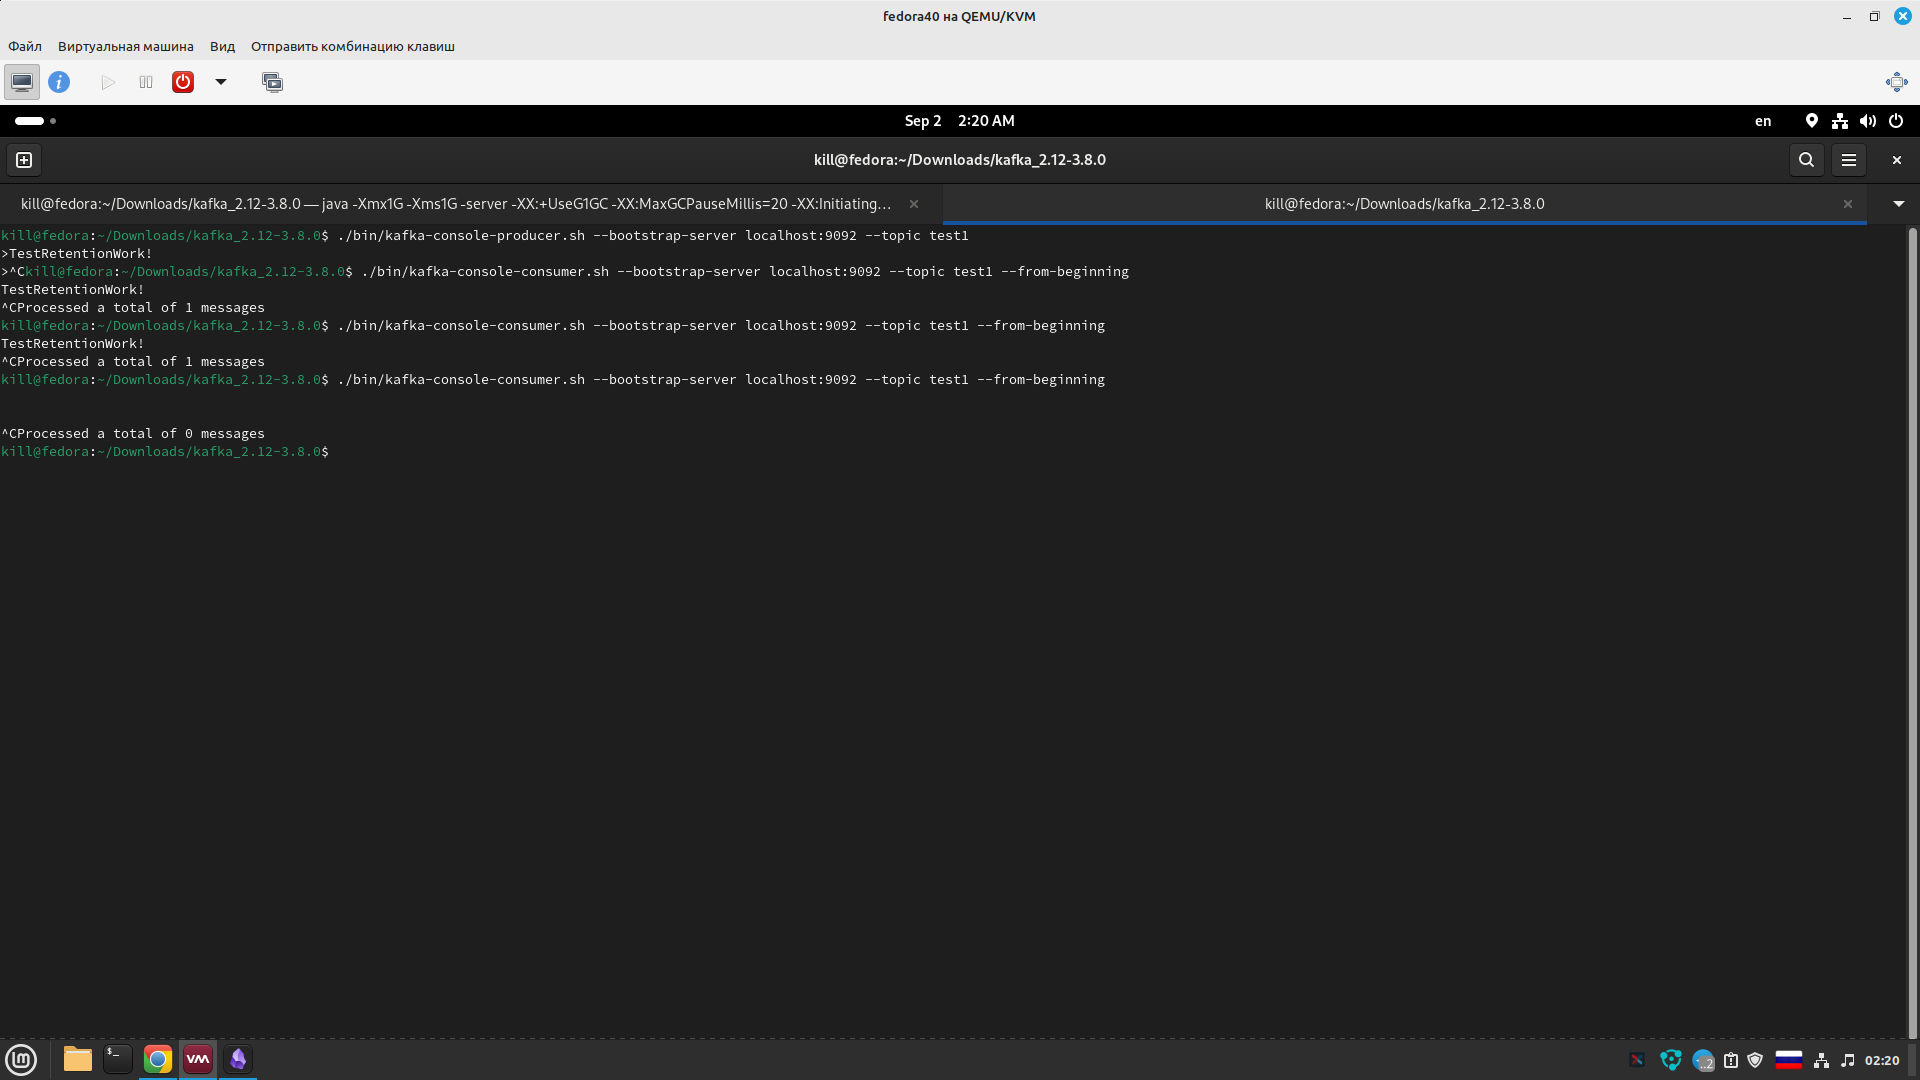 fedora40 на QEMU/KVM
Файл Виртуальная машина Вид Отправить комбинацию клавиш
Sep 2 2:20 AM
en
kill@fedora:~/Downloads/kafka_2.12-3.8.0
kill@fedora:~/Downloads/kafka_2.12-3.8.0 — java -Xmx1G -Xms1G -server -XX:+UseG1GC -XX:MaxGCPauseMillis=20 -XX:Initiating…
kill@fedora:~/Downloads/kafka_2.12-3.8.0
kill@fedora:~/Downloads/kafka_2.12-3.8.0$ ./bin/kafka-console-producer.sh --bootstrap-server localhost:9092 --topic test1
>TestRetentionWork!
>^Ckill@fedora:~/Downloads/kafka_2.12-3.8.0$ ./bin/kafka-console-consumer.sh --bootstrap-server localhost:9092 --topic test1 --from-beginning
TestRetentionWork!
^CProcessed a total of 1 messages
kill@fedora:~/Downloads/kafka_2.12-3.8.0$ ./bin/kafka-console-consumer.sh --bootstrap-server localhost:9092 --topic test1 --from-beginning
TestRetentionWork!
^CProcessed a total of 1 messages
kill@fedora:~/Downloads/kafka_2.12-3.8.0$ ./bin/kafka-console-consumer.sh --bootstrap-server localhost:9092 --topic test1 --from-beginning
^CProcessed a total of 0 messages
kill@fedora:~/Downloads/kafka_2.12-3.8.0$
02:20